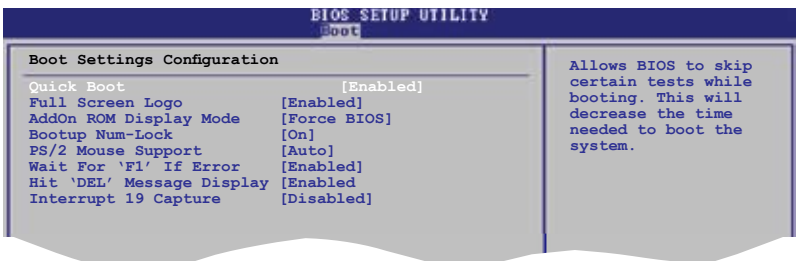 BIOS SETUP UTILITY
Boot
Boot Settings Configuration
Quick Boot [Enabled]
Full Screen Logo [Enabled]
AddOn ROM Display Mode [Force BIOS]
Bootup Num-Lock [On]
PS/2 Mouse Support [Auto]
Wait For ‘F1’ If Error [Enabled]
Hit ‘DEL’ Message Display [Enabled
Interrupt 19 Capture [Disabled]
Allows BIOS to skip
certain tests while
booting. This will
decrease the time
needed to boot the
system.